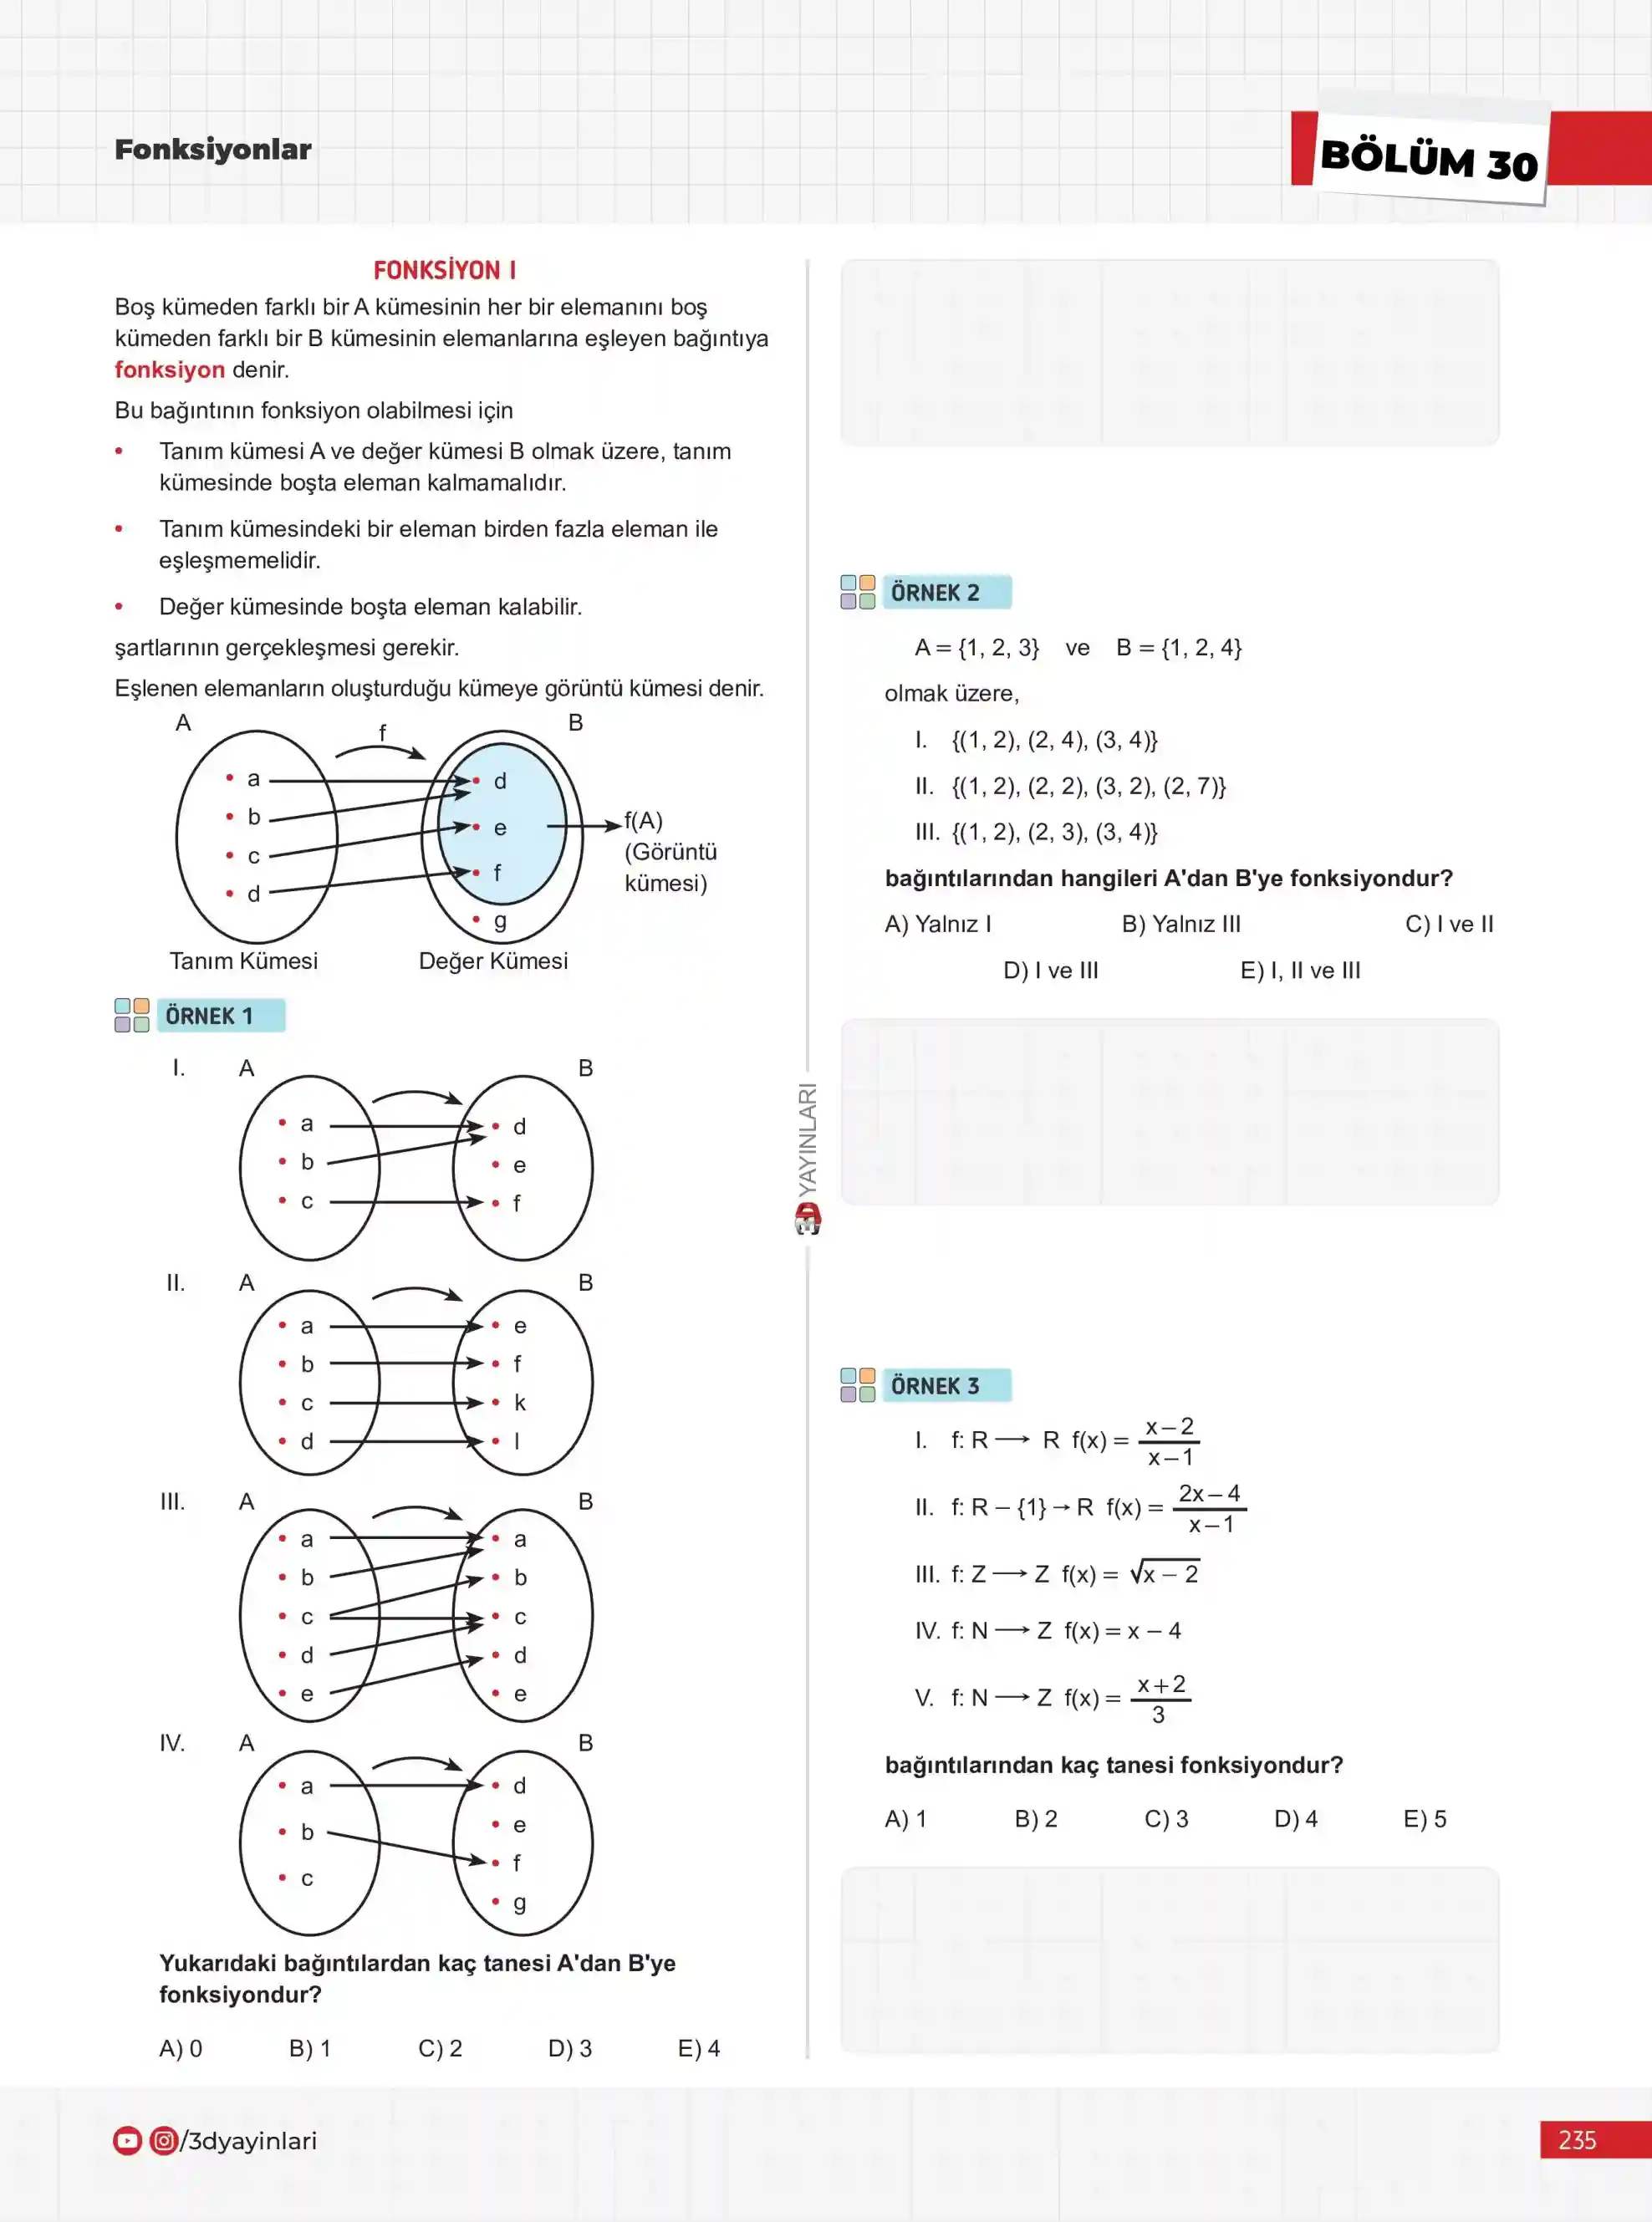 Fonksiyonlar
BÖLÜM 30
FONKSİYON I
Boş kümeden farklı bir A kümesinin her bir elemanını boş
kümeden farklı bir B kümesinin elemanlarına eşleyen bağıntıya
fonksiyon denir.
Bu bağıntının fonksiyon olabilmesi için
• Tanım kümesi A ve değer kümesi B olmak üzere, tanım
kümesinde boşta eleman kalmamalıdır.
• Tanım kümesindeki bir eleman birden fazla eleman ile
eşleşmemelidir.
• Değer kümesinde boşta eleman kalabilir.
şartlarının gerçekleşmesi gerekir.
Eşlenen elemanların oluşturduğu kümeye görüntü kümesi denir.
A f B
a d
b e
c f
d g
f(A)
(Görüntü
kümesi)
Tanım Kümesi Değer Kümesi
ÖRNEK 1
I. A B
a d
b e
c f
II. A B
a e
b f
c k
d l
III. A B
a a
b b
c c
d d
e e
IV. A B
a d
b e
c f
g
Yukarıdaki bağıntılardan kaç tanesi A'dan B'ye
fonksiyondur?
A) 0 B) 1 C) 2 D) 3 E) 4
YAYINLARI
ÖRNEK 2
A = {1, 2, 3} ve B = {1, 2, 4}
olmak üzere,
I. {(1, 2), (2, 4), (3, 4)}
II. {(1, 2), (2, 2), (3, 2), (2, 7)}
III. {(1, 2), (2, 3), (3, 4)}
bağıntılarından hangileri A'dan B'ye fonksiyondur?
A) Yalnız I B) Yalnız III C) I ve II
D) I ve III E) I, II ve III
ÖRNEK 3
I. f: R ⟶ R f(x) = x – 2 / x – 1
II. f: R – {1} → R f(x) = 2x – 4 / x – 1
III. f: Z ⟶ Z f(x) = √x – 2
IV. f: N ⟶ Z f(x) = x – 4
V. f: N ⟶ Z f(x) = x + 2 / 3
bağıntılarından kaç tanesi fonksiyondur?
A) 1 B) 2 C) 3 D) 4 E) 5
/3dyayinlari
235